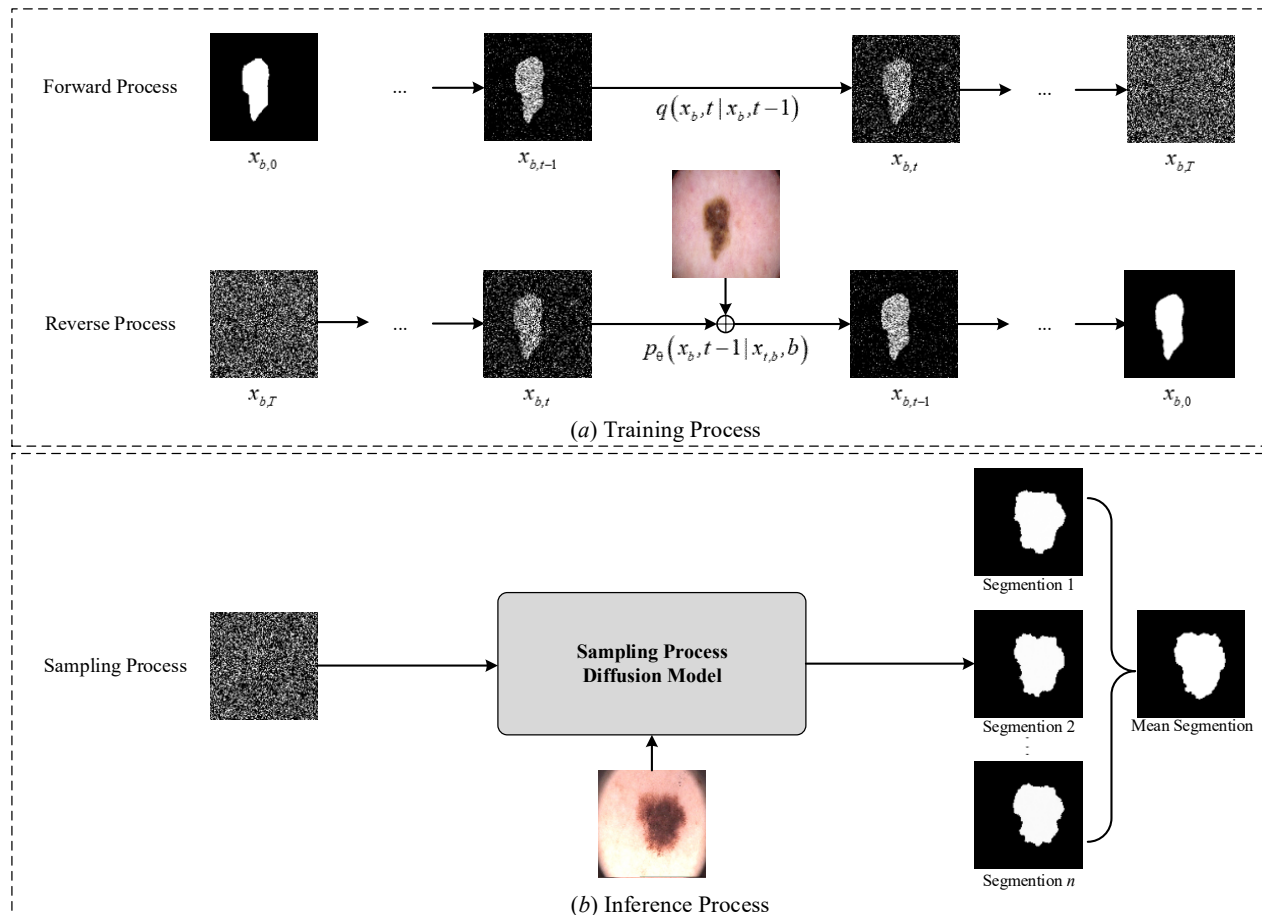 Forward Process
...
...
x_{b,0}
x_{b,t−1}
q(x_b,t|x_b,t−1)
x_{b,t}
x_{b,T}
Reverse Process
...
...
x_{b,T}
x_{b,t}
p_θ(x_b,t−1|x_{t,b},b)
x_{b,t−1}
x_{b,0}
(a) Training Process
Segmention 1
Sampling Process
Sampling Process
Diffusion Model
Segmention 2
Mean Segmention
Segmention n
(b) Inference Process